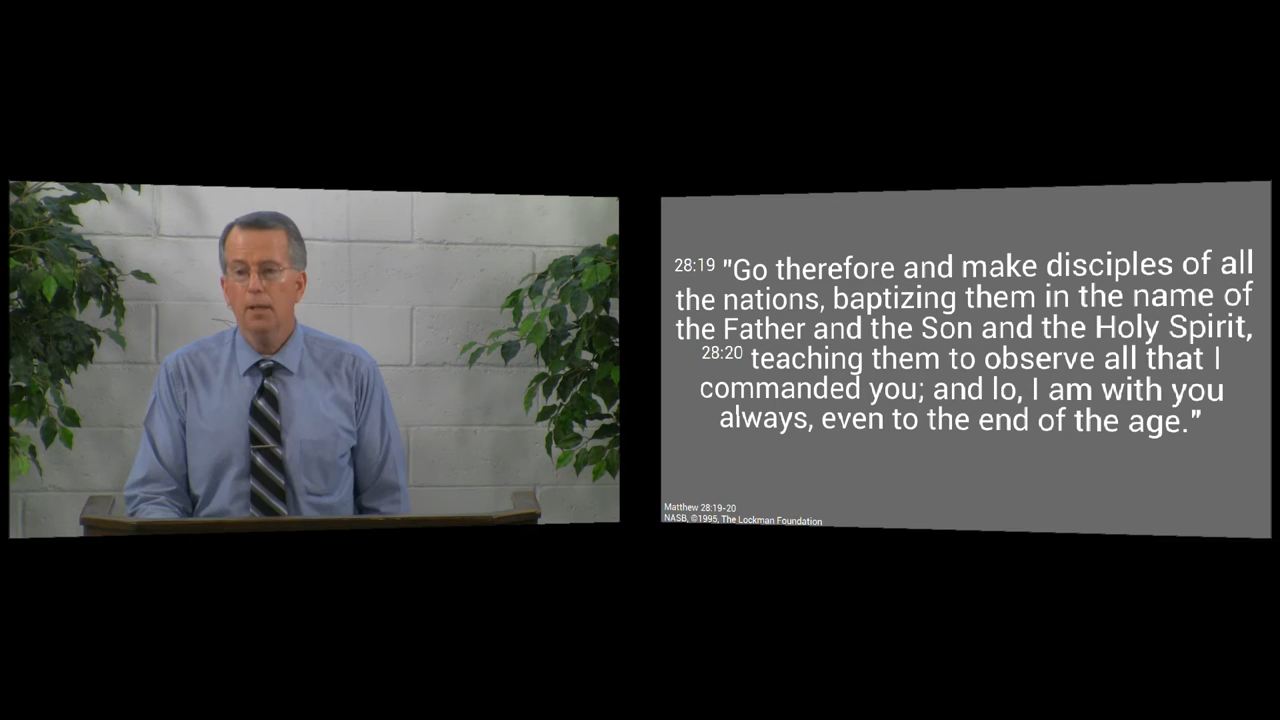 28:19 "Go therefore and make disciples of all
the nations, baptizing them in the name of
the Father and the Son and the Holy Spirit,
28:20 teaching them to observe all that I
commanded you; and lo, I am with you
always, even to the end of the age."
Matthew 28:19-20
NASB, ©1995, The Lockman Foundation